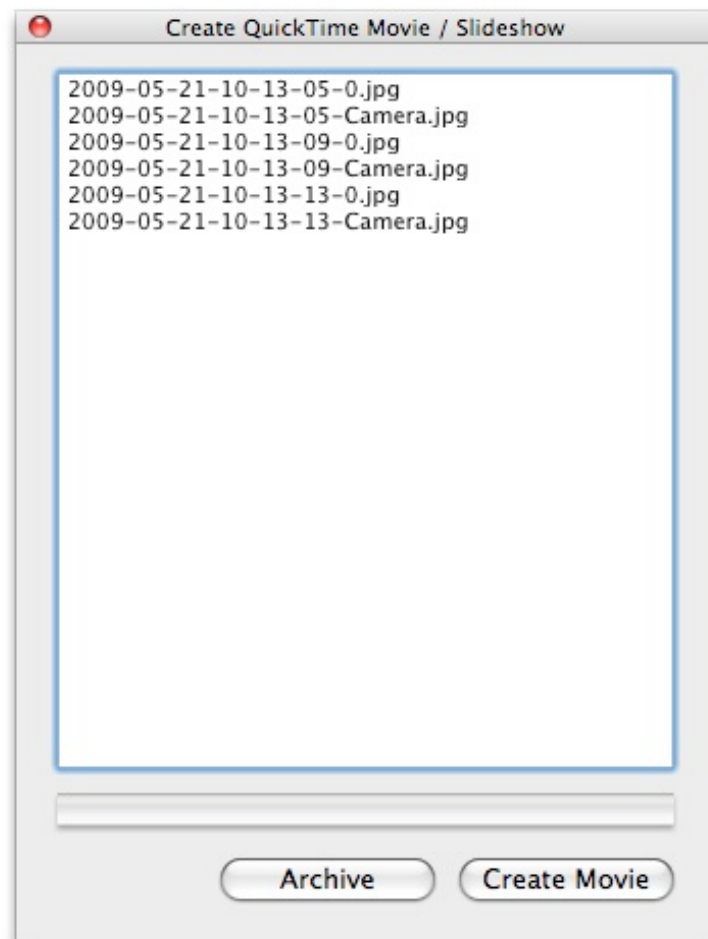 Create QuickTime Movie / Slideshow
2009-05-21-10-13-05-0.jpg
2009-05-21-10-13-05-Camera.jpg
2009-05-21-10-13-09-0.jpg
2009-05-21-10-13-09-Camera.jpg
2009-05-21-10-13-13-0.jpg
2009-05-21-10-13-13-Camera.jpg
Archive
Create Movie